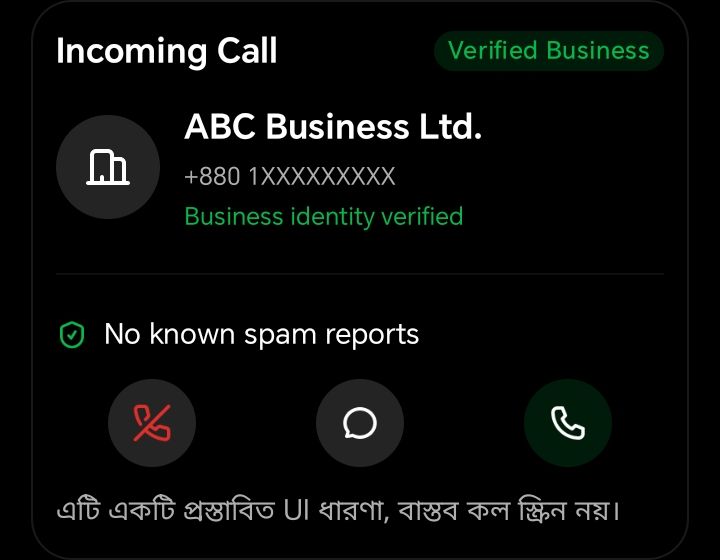 Incoming Call
Verified Business
ABC Business Ltd.
+880 1XXXXXXXXX
Business identity verified
No known spam reports
এটি একটি প্রস্তাবিত UI ধারণা, বাস্তব কল স্ক্রিন নয়।